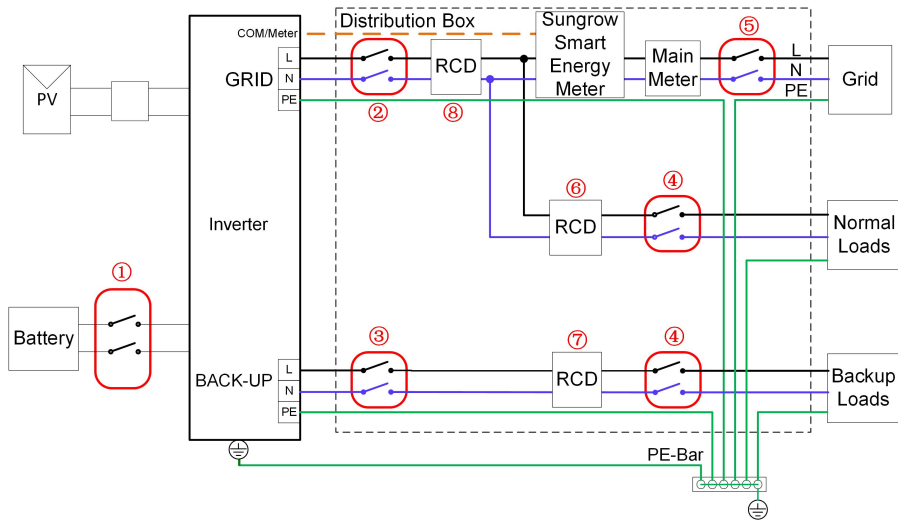 Distribution Box
COM/Meter
Sungrow
Smart
Energy
Meter
⑤
L
N
PE
GRID
②
RCD
⑧
Main
Meter
L
N
PE
Grid
PV
⑥
④
RCD
Normal
Loads
Inverter
①
Battery
③
⑦
④
L
N
PE
BACK-UP
RCD
Backup
Loads
PE-Bar